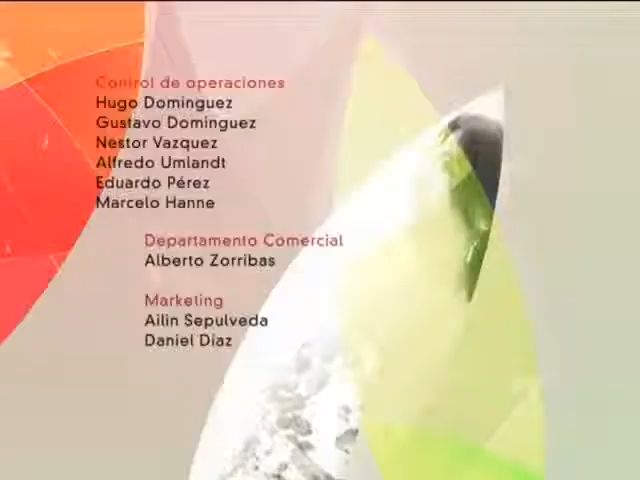 Control de operaciones
Hugo Dominguez
Gustavo Dominguez
Nestor Vazquez
Alfredo Umlandt
Eduardo Pérez
Marcelo Hanne
Departamento Comercial
Alberto Zorribas
Marketing
Ailin Sepulveda
Daniel Diaz